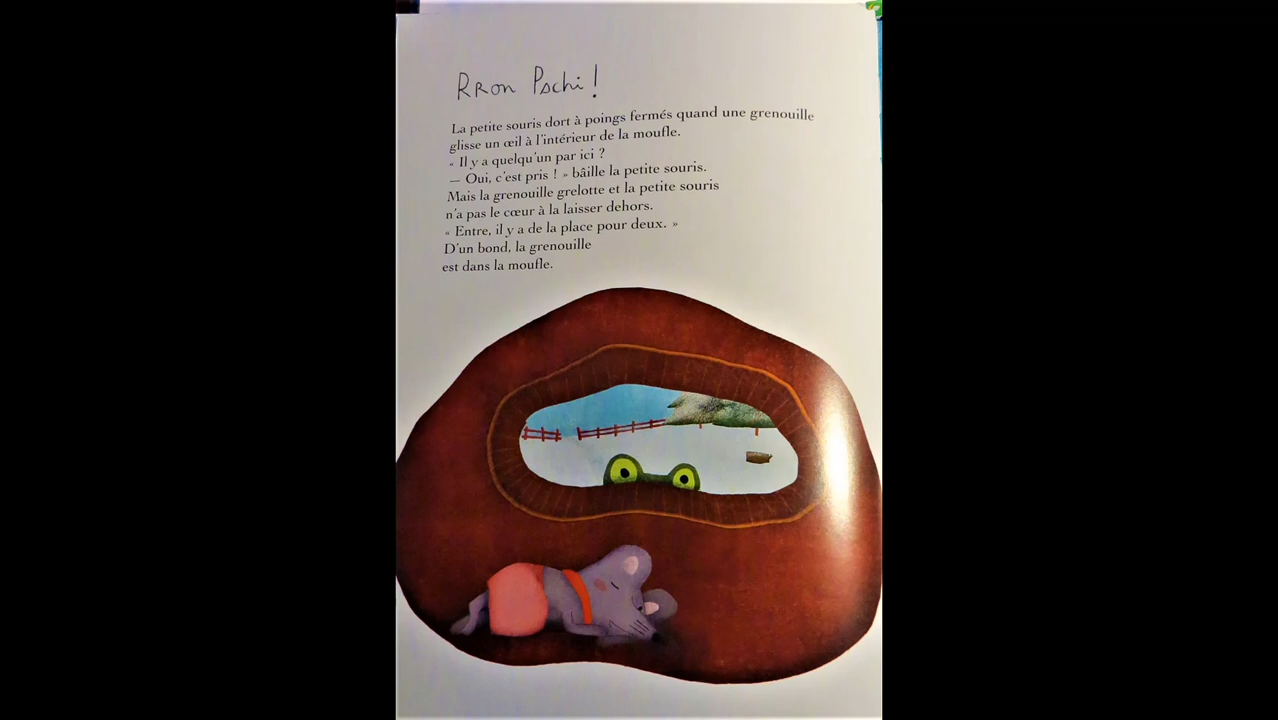 RRon Pschi !
La petite souris dort à poings fermés quand une grenouille
glisse un œil à l'intérieur de la moufle.
« Il y a quelqu'un par ici ?
— Oui, c'est pris ! » bâille la petite souris.
Mais la grenouille grelotte et la petite souris
n'a pas le cœur à la laisser dehors.
« Entre, il y a de la place pour deux. »
D'un bond, la grenouille
est dans la moufle.